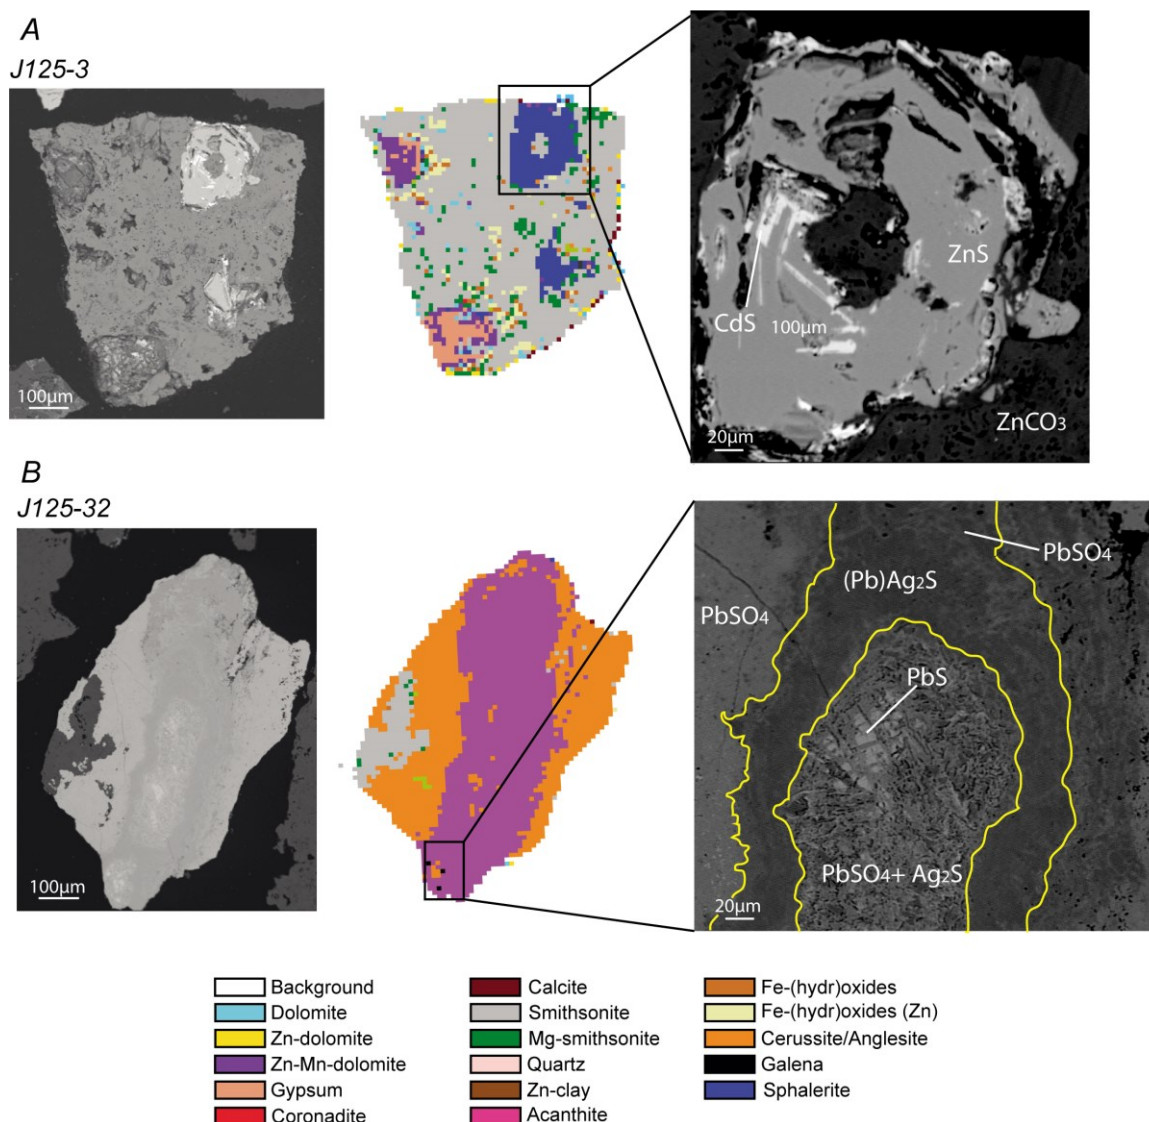 A
J125-3
100µm
CdS
100µm
ZnS
ZnCO₃
20µm
B
J125-32
100µm
PbSO₄
(Pb)Ag₂S
PbSO₄
PbS
PbSO₄+ Ag₂S
20µm
Background
Dolomite
Zn-dolomite
Zn-Mn-dolomite
Gypsum
Coronadite
Calcite
Smithsonite
Mg-smithsonite
Quartz
Zn-clay
Acanthite
Fe-(hydr)oxides
Fe-(hydr)oxides (Zn)
Cerussite/Anglesite
Galena
Sphalerite